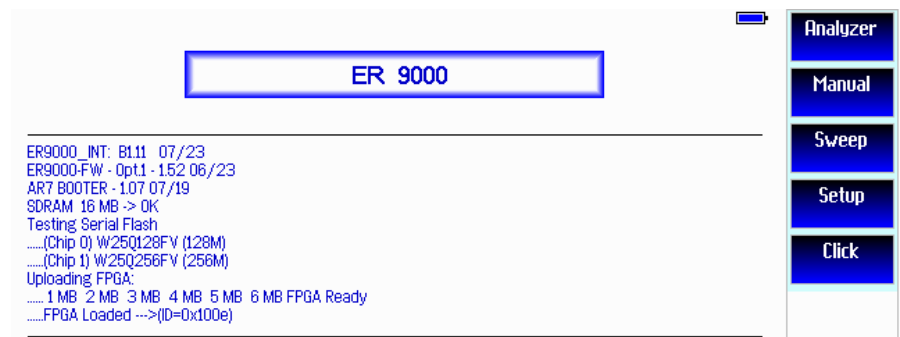 ER 9000
ER9000_INT: B1.11 07/23
ER9000-FW - Opt.1 - 1.52 06/23
AR7 BOOTER - 1.07 07/19
SDRAM 16 MB -> OK
Testing Serial Flash
.....(Chip 0) W25Q128FV (128M)
.....(Chip 1) W25Q256FV (256M)
Uploading FPGA:
..... 1 MB 2 MB 3 MB 4 MB 5 MB 6 MB FPGA Ready
.....FPGA Loaded --->(ID=0x100e)
Analyzer
Manual
Sweep
Setup
Click